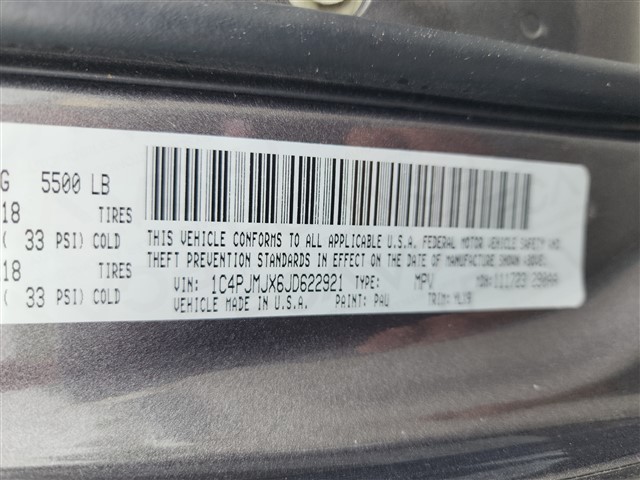 G 5500 LB
18 TIRES
( 33 PSI) COLD
18 TIRES
( 33 PSI) COLD
THIS VEHICLE CONFORMS TO ALL APPLICABLE U.S.A. FEDERAL MOTOR VEHICLE SAFETY AND
THEFT PREVENTION STANDARDS IN EFFECT ON THE DATE OF MANUFACTURE SHOWN ABOVE.
VIN: 1C4PJMJX6JD622921 TYPE: MPV MDH:
VEHICLE MADE IN U.S.A. PAINT: PAU TRIM: